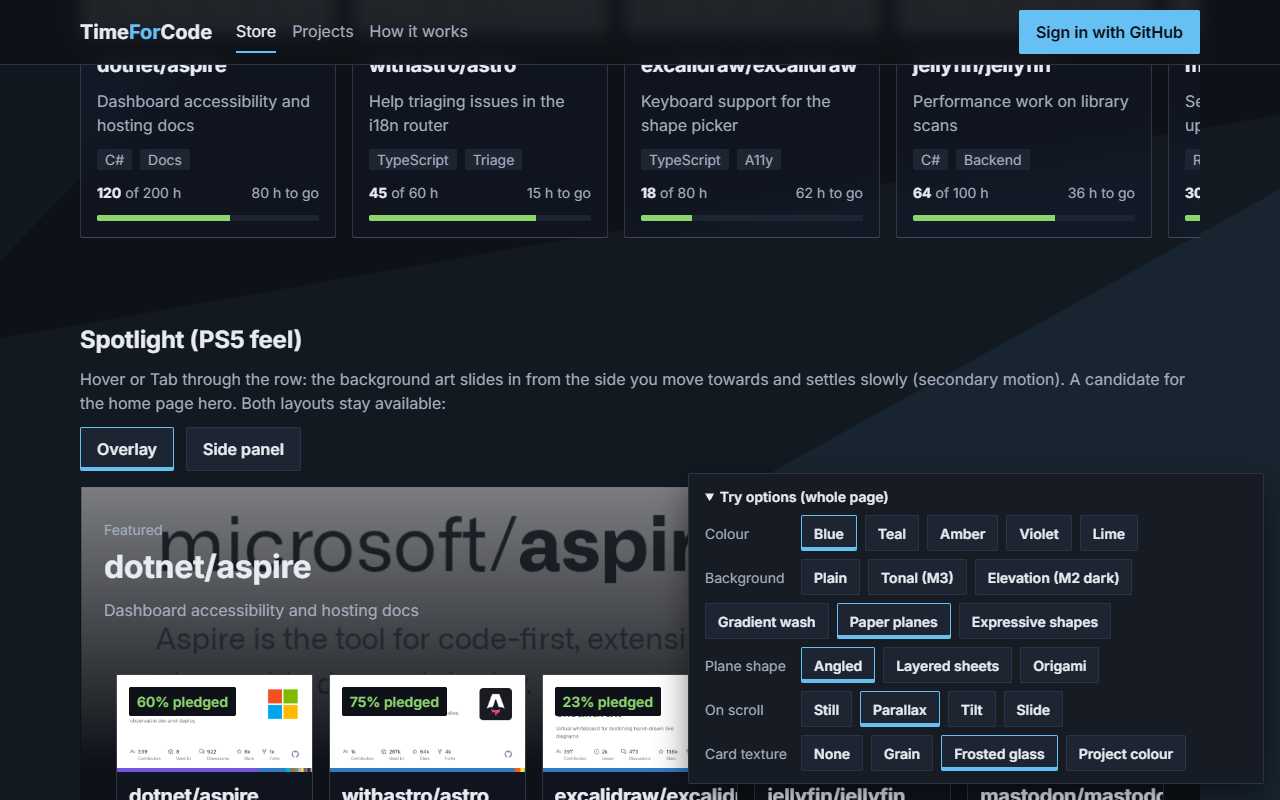 TimeForCode Store Projects How it works Sign in with GitHub
dotnet/aspire withastro/astro excalidraw/excalidraw jellyfin/jellyfin
Dashboard accessibility and hosting docs
Help triaging issues in the i18n router
Keyboard support for the shape picker
Performance work on library scans
C# Docs TypeScript Triage TypeScript A11y C# Backend
120 of 200 h 80 h to go 45 of 60 h 15 h to go 18 of 80 h 62 h to go 64 of 100 h 36 h to go 30
Spotlight (PS5 feel)
Hover or Tab through the row: the background art slides in from the side you move towards and settles slowly (secondary motion). A candidate for
the home page hero. Both layouts stay available:
Overlay Side panel
Featured
microsoft/aspir
dotnet/aspire
Dashboard accessibility and hosting docs
Aspire is the tool for code-first, extensi
60% pledged 75% pledged 23% pledged
dotnet/aspire withastro/astro excalidraw/excalidr jellyfin/jellyfin mastodon/mastodo
▼ Try options (whole page)
Colour Blue Teal Amber Violet Lime
Background Plain Tonal (M3) Elevation (M2 dark)
Gradient wash Paper planes Expressive shapes
Plane shape Angled Layered sheets Origami
On scroll Still Parallax Tilt Slide
Card texture None Grain Frosted glass Project colour